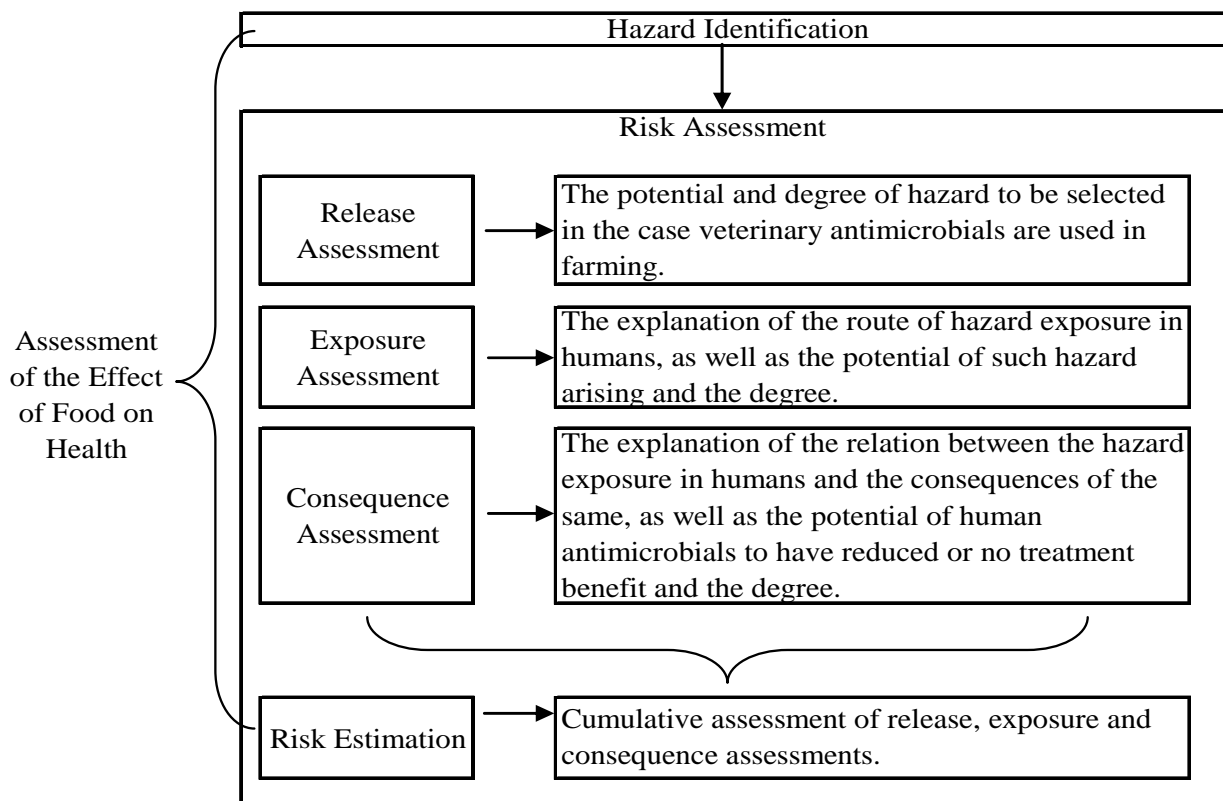 Hazard Identification
Risk Assessment
Release
Assessment
The potential and degree of hazard to be selected
in the case veterinary antimicrobials are used in
farming.
Exposure
Assessment
The explanation of the route of hazard exposure in
humans, as well as the potential of such hazard
arising and the degree.
Assessment
of the Effect
of Food on
Health
Consequence
Assessment
The explanation of the relation between the hazard
exposure in humans and the consequences of the
same, as well as the potential of human
antimicrobials to have reduced or no treatment
benefit and the degree.
Risk Estimation
Cumulative assessment of release, exposure and
consequence assessments.